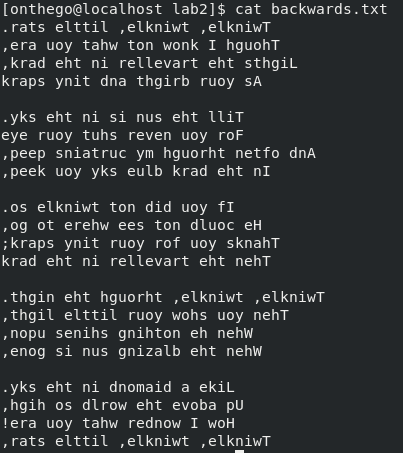 [onthego@localhost lab2]$ cat backwards.txt
.rats elttil ,elkniwt ,elkniwT
,era uoy tahw ton wonk I hguohT
,krad eht ni rellevart eht sthgiL
kraps ynit dna thgirb ruoy sA

.yks eht ni si nus eht lliT
eye ruoy tuhs reven uoy roF
,peep sniatruc ym hguorht netfo dnA
,peek uoy yks eulb krad eht nI

.os elkniwt ton did uoy fI
,og ot erehw ees ton dluoc eH
;kraps ynit ruoy rof uoy sknahT
krad eht ni rellevart eht nehT

.thgin eht hguorht ,elkniwt ,elkniwT
,thgil elttil ruoy wohs uoy nehT
,nopu senihs gnihton eh nehW
,enog si nus gnizalb eht nehW

.yks eht ni dnomaid a ekiL
,hgih os dlrow eht evoba pU
!era uoy tahw rednow I woH
,rats elttil ,elkniwt ,elkniwT